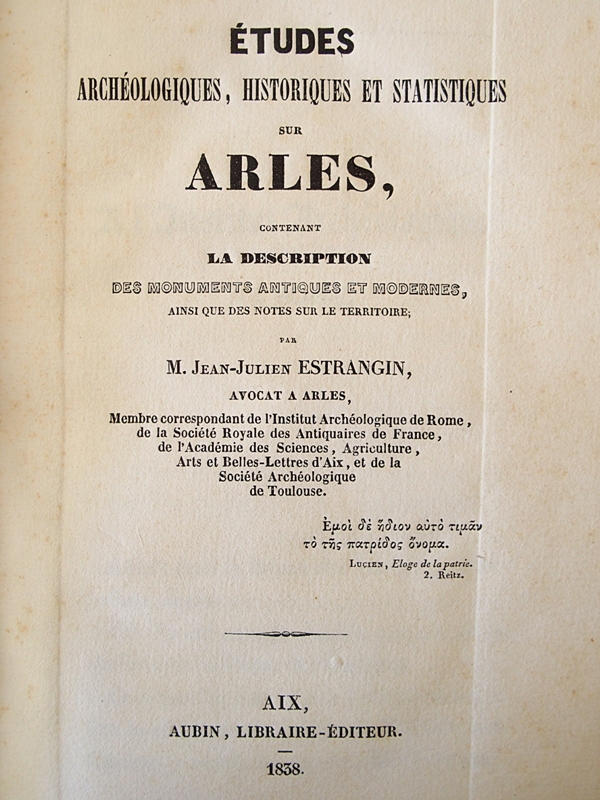 ÉTUDES
ARCHÉOLOGIQUES, HISTORIQUES ET STATISTIQUES
SUR
ARLES,
CONTENANT
LA DESCRIPTION
DES MONUMENTS ANTIQUES ET MODERNES,
AINSI QUE DES NOTES SUR LE TERRITOIRE;
PAR
M. JEAN-JULIEN ESTRANGIN,
AVOCAT A ARLES,
Membre correspondant de l'Institut Archéologique de Rome,
de la Société Royale des Antiquaires de France,
de l'Académie des Sciences, Agriculture,
Arts et Belles-Lettres d'Aix, et de la
Société Archéologique
de Toulouse.
Ἐμοὶ δὲ ἥδιον αὐτὸ τιμᾶν
τὸ τῆς πατρίδος ὄνομα.
LUCIEN, Eloge de la patrie.
2. Reitz.
AIX,
AUBIN, LIBRAIRE-ÉDITEUR.
1838.